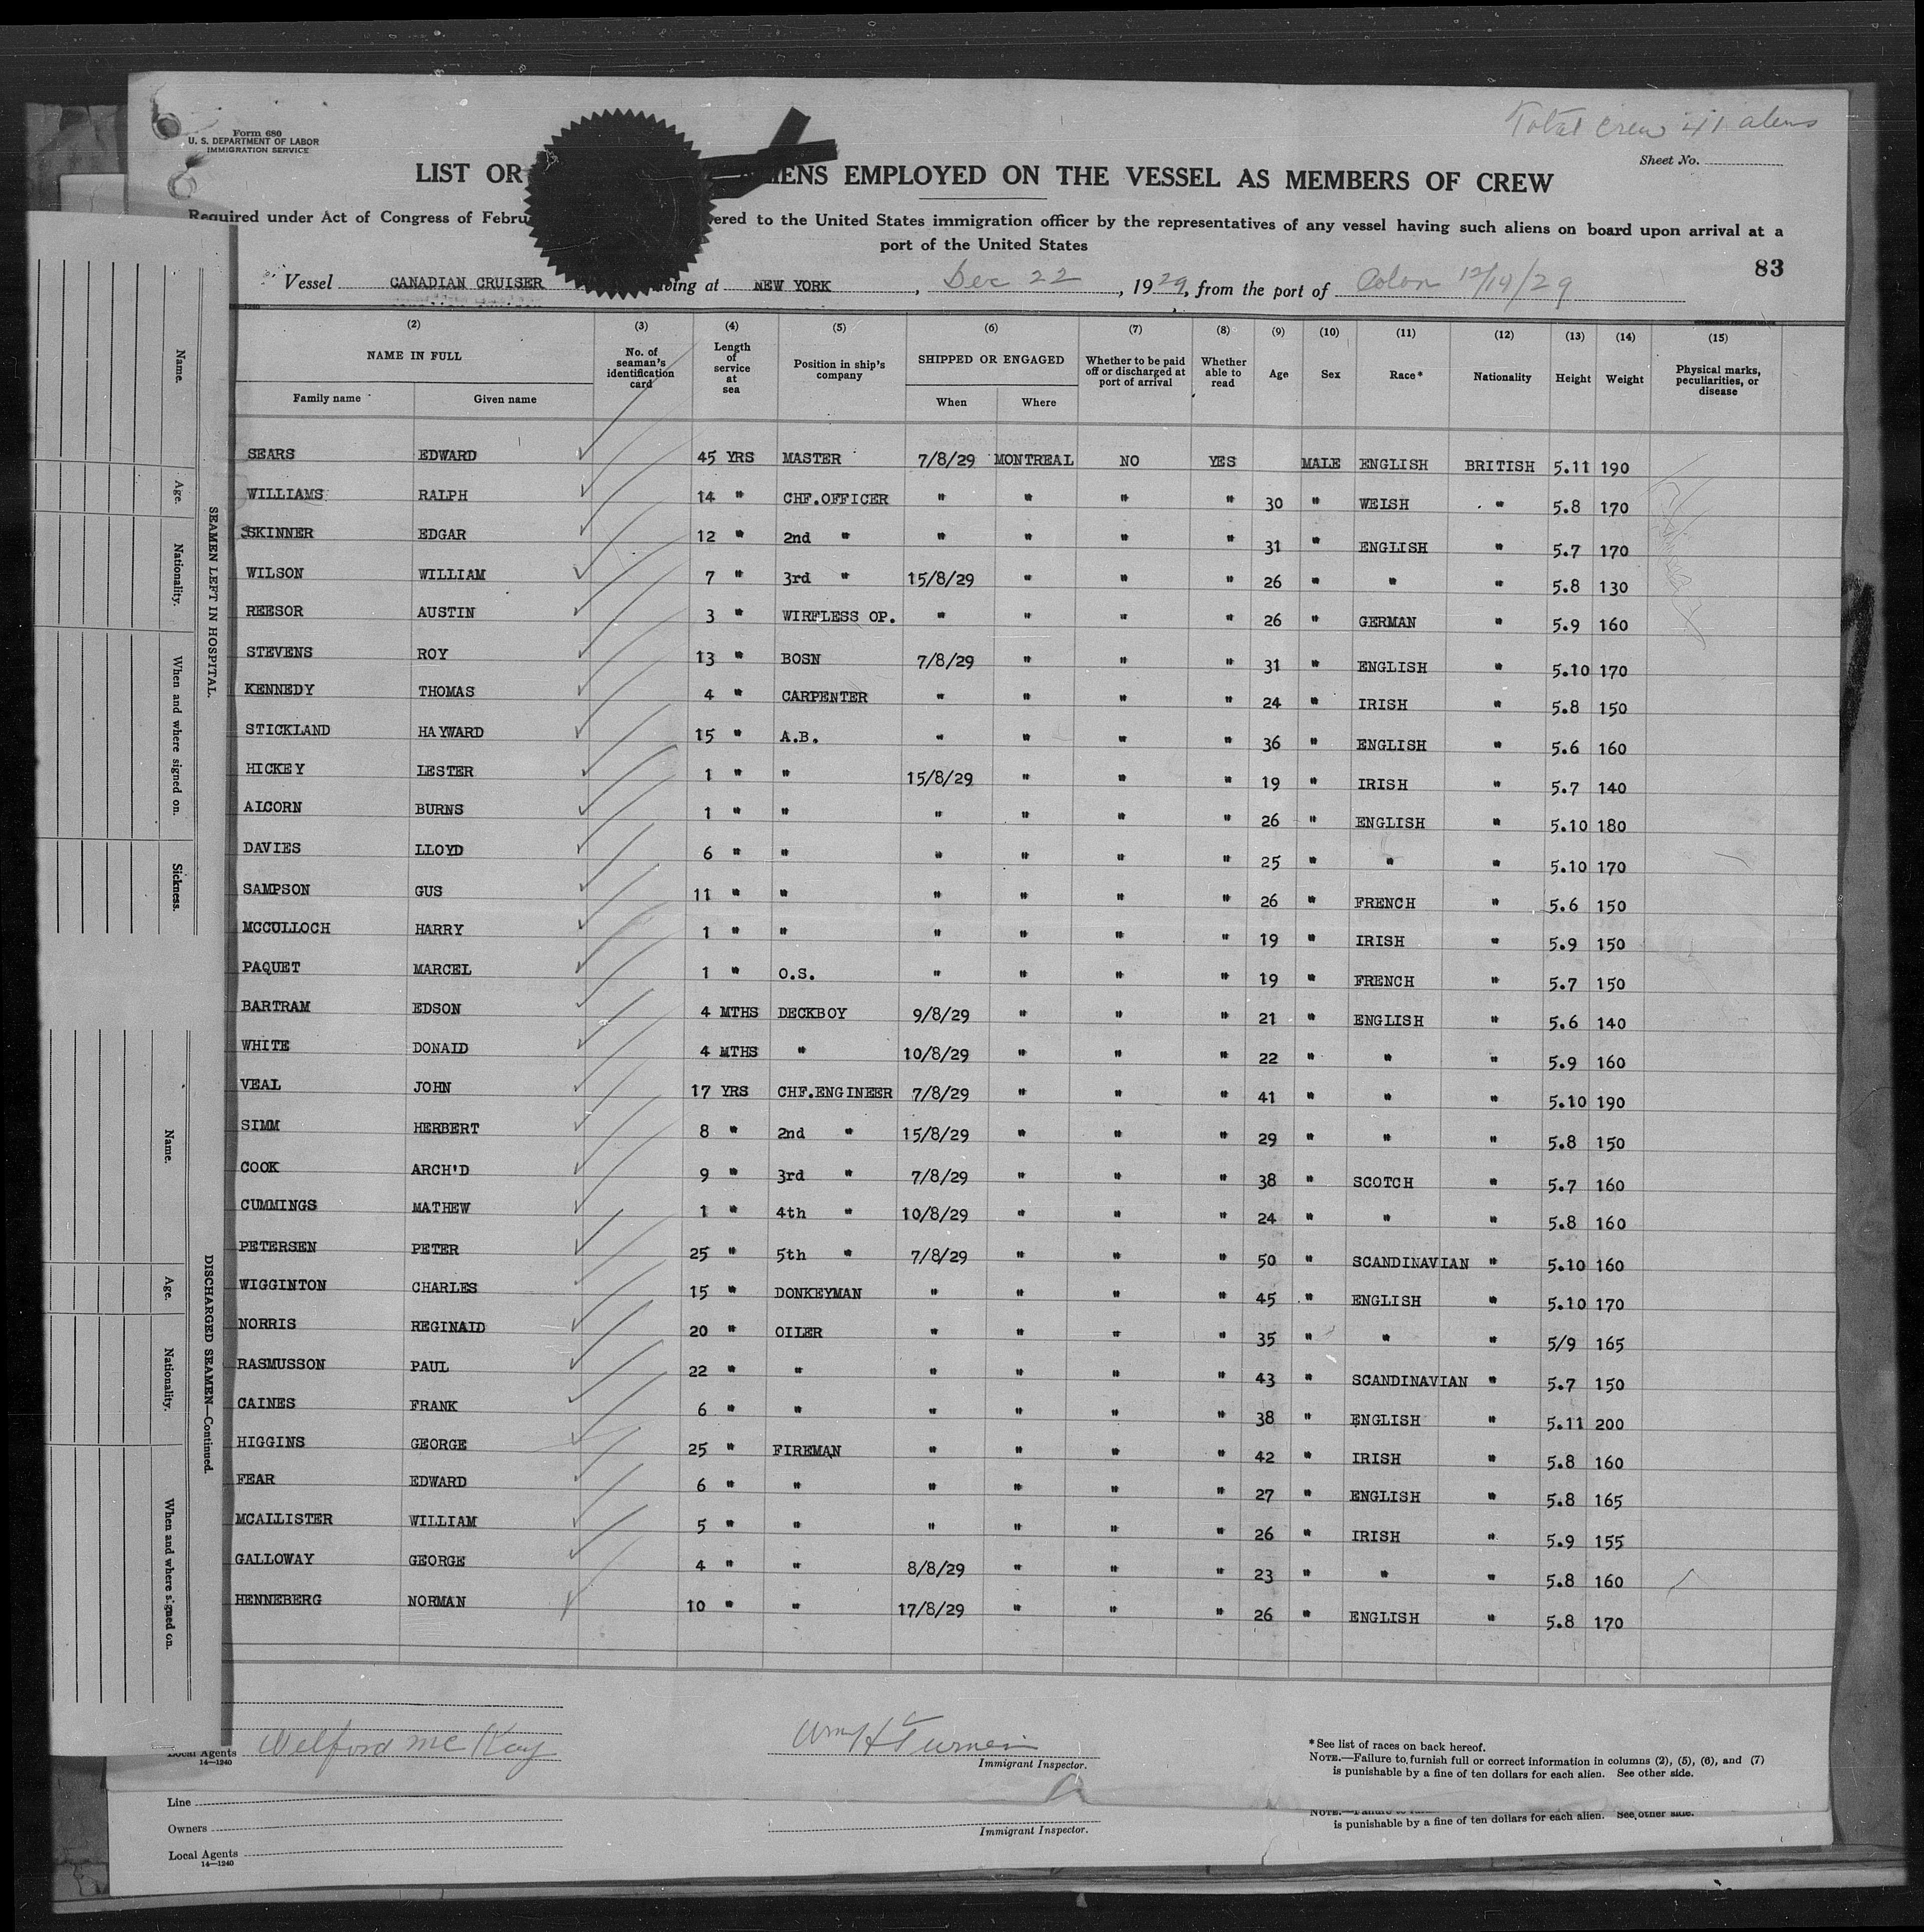 Total crew 41 aliens
Form 680
U. S. DEPARTMENT OF LABOR
IMMIGRATION SERVICE
Sheet No.
LIST OR IENS EMPLOYED ON THE VESSEL AS MEMBERS OF CREW
Required under Act of Congress of Febru ered to the United States immigration officer by the representatives of any vessel having such aliens on board upon arrival at a
port of the United States
83
Vessel CANADIAN CRUISER ing at NEW YORK, Dec 22, 1929, from the port of Colon 12/14/29
(2) (3) (4) (5) (6) (7) (8) (9) (10) (11) (12) (13) (14) (15)
NAME IN FULL No. of seaman's identification card Length of service at sea Position in ship's company SHIPPED OR ENGAGED Whether to be paid off or discharged at port of arrival Whether able to read Age Sex Race* Nationality Height Weight Physical marks, peculiarities, or disease
Family name Given name When Where
SEARS EDWARD 45 YRS MASTER 7/8/29 MONTREAL NO YES MALE ENGLISH BRITISH 5.11 190
WILLIAMS RALPH 14 " CHF.OFFICER " " " " 30 " WELSH " 5.8 170
SKINNER EDGAR 12 " 2nd " " " " " 31 " ENGLISH " 5.7 170
WILSON WILLIAM 7 " 3rd " 15/8/29 " " " 26 " " " 5.8 130
REESOR AUSTIN 3 " WIRELESS OP. " " " " 26 " GERMAN " 5.9 160
STEVENS ROY 13 " BOSN 7/8/29 " " " 31 " ENGLISH " 5.10 170
KENNEDY THOMAS 4 " CARPENTER " " " " 24 " IRISH " 5.8 150
STICKLAND HAYWARD 15 " A.B. " " " " 36 " ENGLISH " 5.6 160
HICKEY LESTER 1 " " 15/8/29 " " " 19 " IRISH " 5.7 140
ALCORN BURNS 1 " " " " " " 26 " ENGLISH " 5.10 180
DAVIES LLOYD 6 " " " " " " 25 " " " 5.10 170
SAMPSON GUS 11 " " " " " " 26 " FRENCH " 5.6 150
MCCULLOCH HARRY 1 " " " " " " 19 " IRISH " 5.9 150
PAQUET MARCEL 1 " O.S. " " " " 19 " FRENCH " 5.7 150
BARTRAM EDSON 4 MTHS DECKBOY 9/8/29 " " " 21 " ENGLISH " 5.6 140
WHITE DONALD 4 MTHS " 10/8/29 " " " 22 " " " 5.9 160
VEAL JOHN 17 YRS CHF.ENGINEER 7/8/29 " " " 41 " " " 5.10 190
SIMM HERBERT 8 " 2nd " 15/8/29 " " " 29 " " " 5.8 150
COOK ARCH'D 9 " 3rd " 7/8/29 " " " 38 " SCOTCH " 5.7 160
CUMMINGS MATHEW 1 " 4th " 10/8/29 " " " 24 " " " 5.8 160
PETERSEN PETER 25 " 5th " 7/8/29 " " " 50 " SCANDINAVIAN " 5.10 160
WIGGINTON CHARLES 15 " DONKEYMAN " " " " 45 " ENGLISH " 5.10 170
NORRIS REGINALD 20 " OILER " " " " 35 " " " 5/9 165
RASMUSSON PAUL 22 " " " " " " 43 " SCANDINAVIAN " 5.7 150
CAINES FRANK 6 " " " " " " 38 " ENGLISH " 5.11 200
HIGGINS GEORGE 25 " FIREMAN " " " " 42 " IRISH " 5.8 160
FEAR EDWARD 6 " " " " " " 27 " ENGLISH " 5.8 165
MCALLISTER WILLIAM 5 " " " " " " 26 " IRISH " 5.9 155
GALLOWAY GEORGE 4 " " 8/8/29 " " " 23 " " " 5.8 160
HENNEBERG NORMAN 10 " " 17/8/29 " " " 26 " ENGLISH " 5.8 170
SEAMEN LEFT IN HOSPITAL.
Name. Age. Nationality. When and where signed on. Sickness.
DISCHARGED SEAMEN—Continued.
Name. Age. Nationality. When and where signed on.
Local Agents Welford McKay
14—1240
Wm H Turner
Immigrant Inspector.
*See list of races on back hereof.
NOTE.—Failure to furnish full or correct information in columns (2), (5), (6), and (7)
is punishable by a fine of ten dollars for each alien. See other side.
Line
Owners
Local Agents
14—1240
Immigrant Inspector.
is punishable by a fine of ten dollars for each alien. See other side.